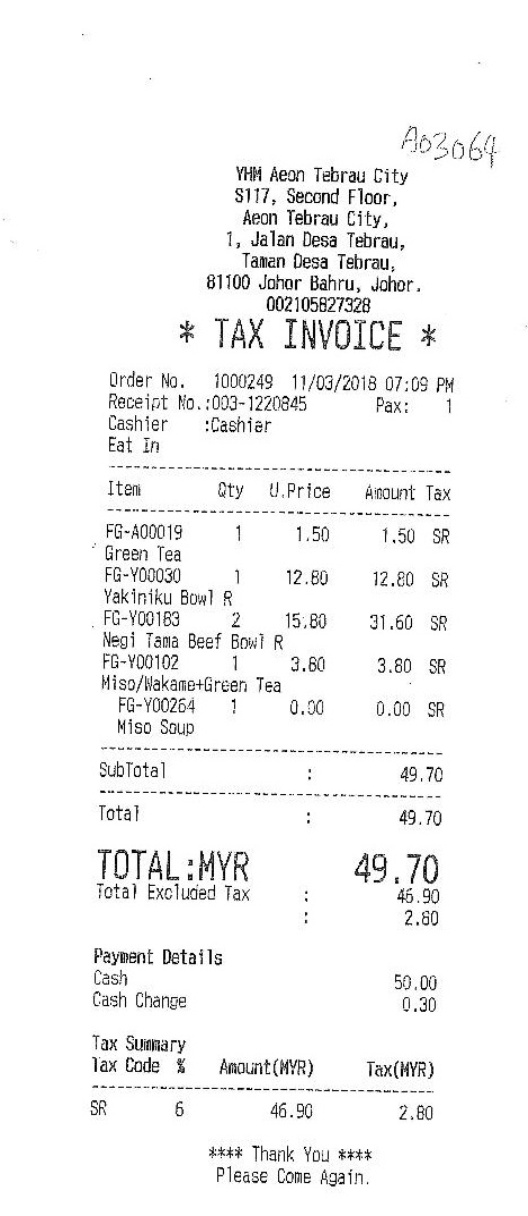 A03064
YHM Aeon Tebrau City
S117, Second Floor,
Aeon Tebrau City,
1, Jalan Desa Tebrau,
Taman Desa Tebrau,
81100 Johor Bahru, Johor.
002105827328
* TAX INVOICE *
Order No. 1000249 11/03/2018 07:09 PM
Receipt No.:003-1220845 Pax: 1
Cashier :Cashier
Eat In
Item Qty U.Price Amount Tax
FG-A00019 1 1.50 1.50 SR
Green Tea
FG-Y00030 1 12.80 12.80 SR
Yakiniku Bowl R
FG-Y00183 2 15.80 31.60 SR
Negi Tama Beef Bowl R
FG-Y00102 1 3.80 3.80 SR
Miso/Wakame+Green Tea
FG-Y00264 1 0.00 0.00 SR
Miso Soup
SubTotal : 49.70
Total : 49.70
TOTAL:MYR 49.70
Total Excluded Tax : 46.90
: 2.80
Payment Details
Cash 50.00
Cash Change 0.30
Tax Summary
Tax Code % Amount(MYR) Tax(MYR)
SR 6 46.90 2.80
**** Thank You ****
Please Come Again.